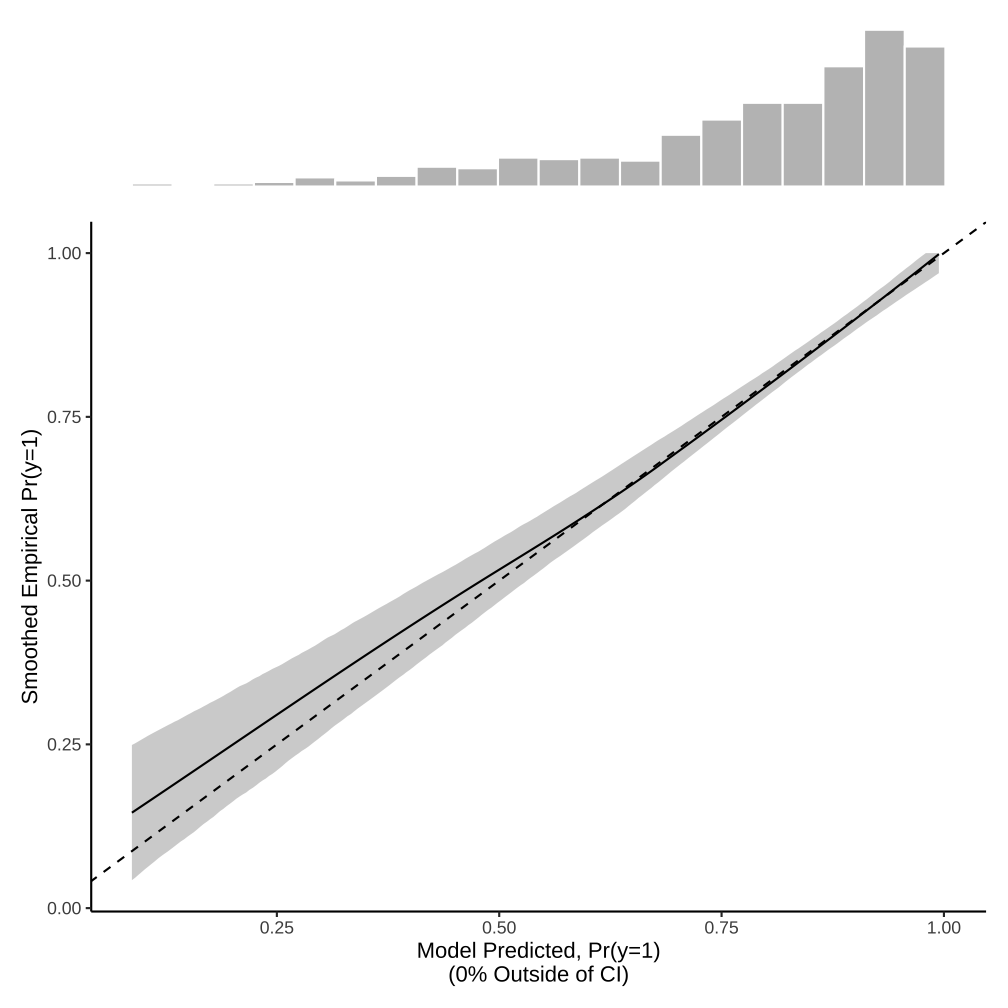 1.00
0.75
0.50
0.25
0.00
Smoothed Empirical Pr(y=1)
0.25 0.50 0.75 1.00
Model Predicted, Pr(y=1)
(0% Outside of CI)